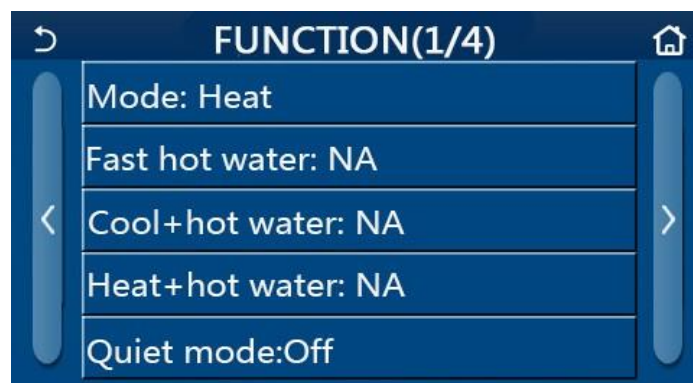 FUNCTION(1/4)
Mode: Heat
Fast hot water: NA
Cool+hot water: NA
Heat+hot water: NA
Quiet mode:Off